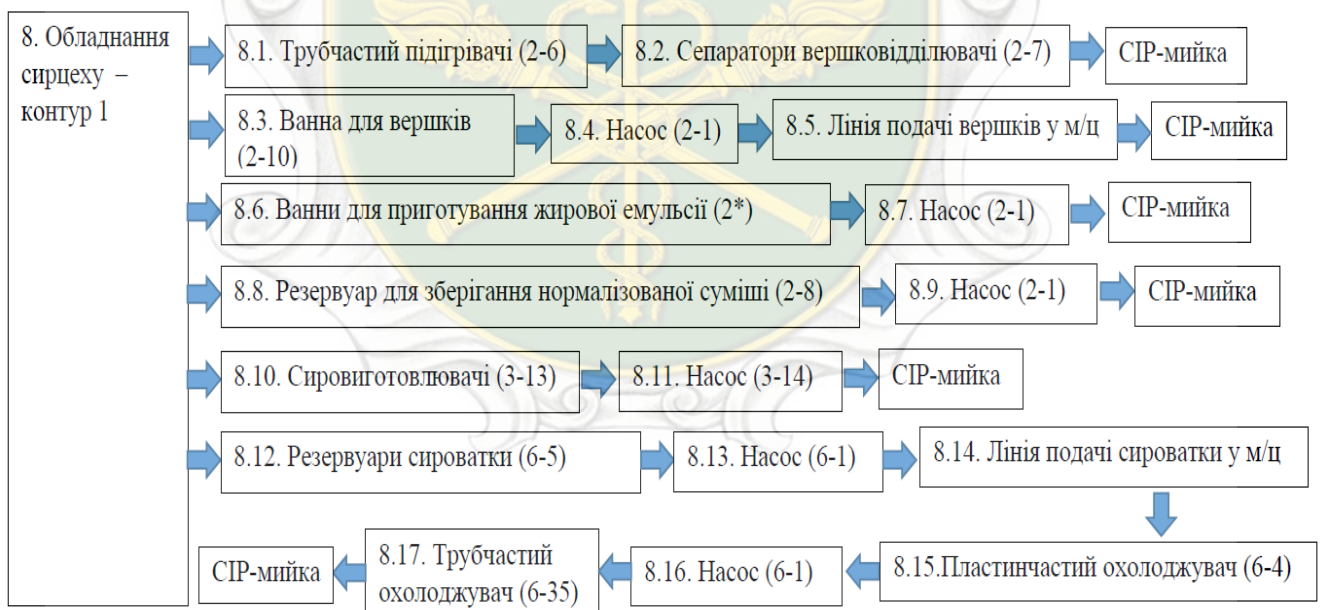 8. Обладнання
сирцеху –
контур 1
8.1. Трубчастий підігрівачі (2-6)
8.2. Сепаратори вершковідділювачі (2-7)
СІР-мийка
8.3. Ванна для вершків
(2-10)
8.4. Насос (2-1)
8.5. Лінія подачі вершків у м/ц
СІР-мийка
8.6. Ванни для приготування жирової емульсії (2*)
8.7. Насос (2-1)
СІР-мийка
8.8. Резервуар для зберігання нормалізованої суміші (2-8)
8.9. Насос (2-1)
СІР-мийка
8.10. Сировиготовлювачі (3-13)
8.11. Насос (3-14)
СІР-мийка
8.12. Резервуари сироватки (6-5)
8.13. Насос (6-1)
8.14. Лінія подачі сироватки у м/ц
8.15.Пластинчастий охолоджувач (6-4)
8.16. Насос (6-1)
8.17. Трубчастий
охолоджувач (6-35)
СІР-мийка